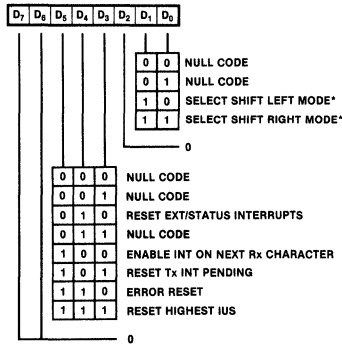 D7 D6 D5 D4 D3 D2 D1 D0
0 0 NULL CODE
0 1 NULL CODE
1 0 SELECT SHIFT LEFT MODE*
1 1 SELECT SHIFT RIGHT MODE*
0
0 0 0 NULL CODE
0 0 1 NULL CODE
0 1 0 RESET EXT/STATUS INTERRUPTS
0 1 1 NULL CODE
1 0 0 ENABLE INT ON NEXT Rx CHARACTER
1 0 1 RESET Tx INT PENDING
1 1 0 ERROR RESET
1 1 1 RESET HIGHEST IUS
0